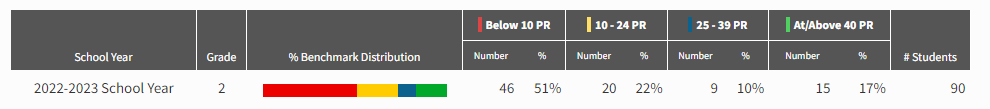 Below 10 PR 10 - 24 PR 25 - 39 PR At/Above 40 PR
School Year Grade % Benchmark Distribution Number % Number % Number % Number % # Students
2022-2023 School Year 2 46 51% 20 22% 9 10% 15 17% 90